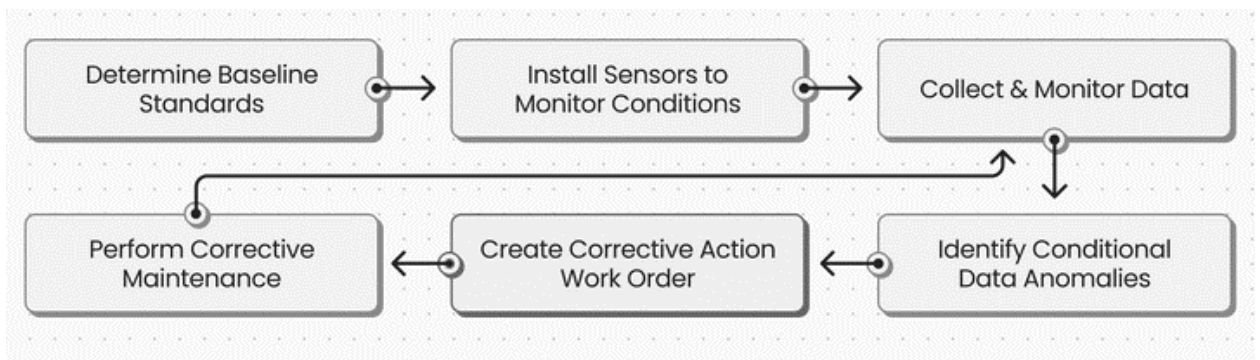 Determine Baseline
Standards
Install Sensors to
Monitor Conditions
Collect & Monitor Data
Identify Conditional
Data Anomalies
Create Corrective Action
Work Order
Perform Corrective
Maintenance